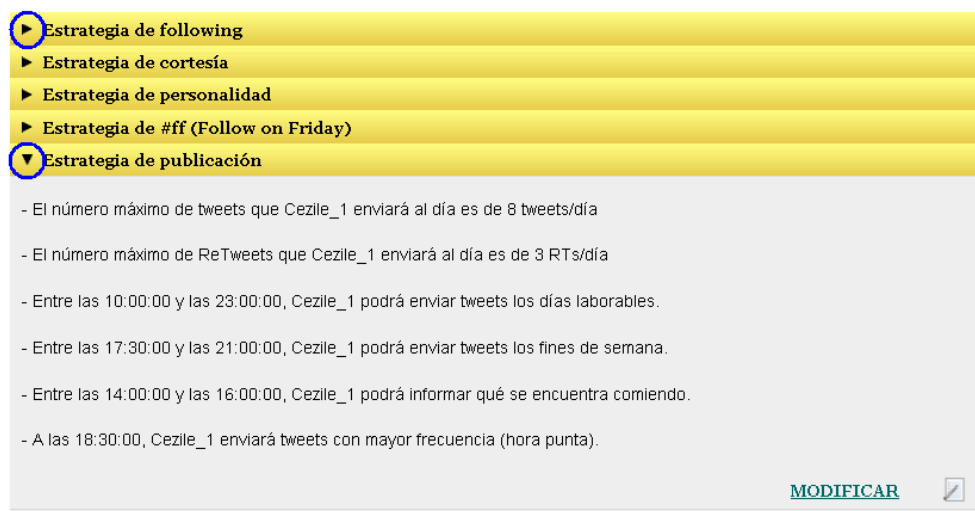 Estrategia de following
Estrategia de cortesía
Estrategia de personalidad
Estrategia de #ff (Follow on Friday)
Estrategia de publicación
- El número máximo de tweets que Cezile_1 enviará al día es de 8 tweets/día
- El número máximo de ReTweets que Cezile_1 enviará al día es de 3 RTs/día
- Entre las 10:00:00 y las 23:00:00, Cezile_1 podrá enviar tweets los días laborables.
- Entre las 17:30:00 y las 21:00:00, Cezile_1 podrá enviar tweets los fines de semana.
- Entre las 14:00:00 y las 16:00:00, Cezile_1 podrá informar qué se encuentra comiendo.
- A las 18:30:00, Cezile_1 enviará tweets con mayor frecuencia (hora punta).
MODIFICAR